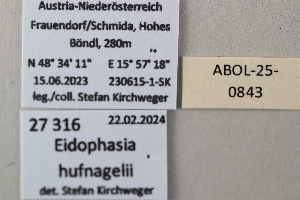 Austria-Niederösterreich
Frauendorf/Schmida, Hohes
Böndl, 280m
N 48° 34' 11" E 15° 57' 18"
15.06.2023 230615-1-SK
leg./coll. Stefan Kirchweger
ABOL-25-
0843
27 316 22.02.2024
Eidophasia
hufnagelii
det. Stefan Kirchweger